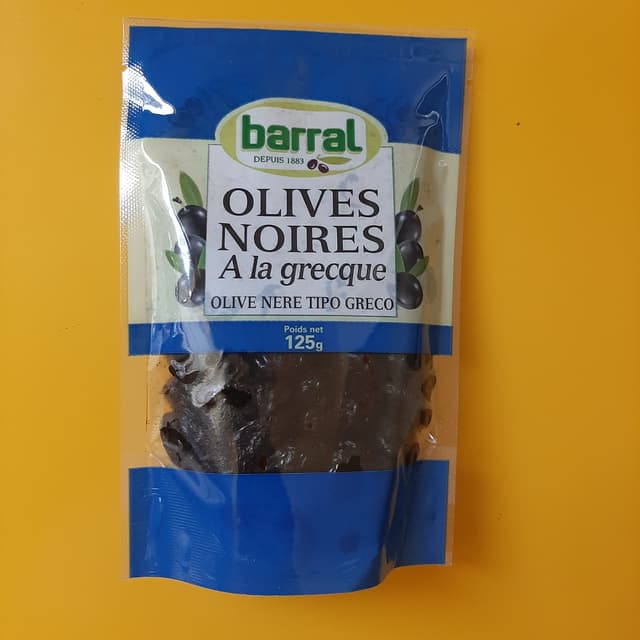 barral
DEPUIS 1883
OLIVES
NOIRES
A la grecque
OLIVE NERE TIPO GRECO
Poids net
125g